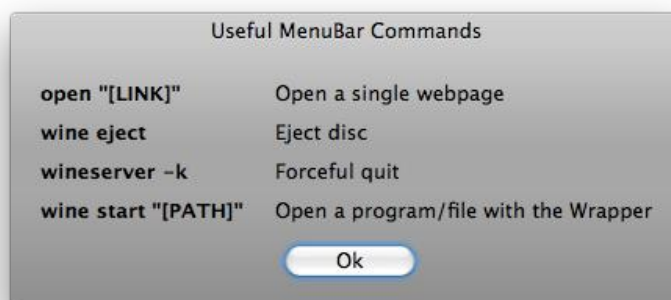 Useful MenuBar Commands
open "[LINK]" Open a single webpage
wine eject Eject disc
wineserver -k Forceful quit
wine start "[PATH]" Open a program/file with the Wrapper
Ok